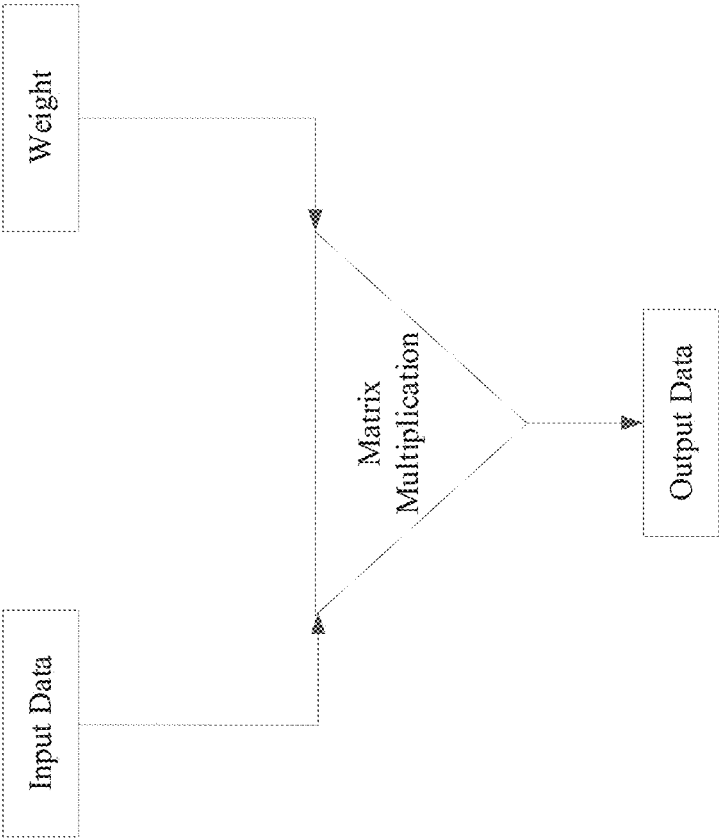 Input Data
Weight
Matrix
Multiplication
Output Data